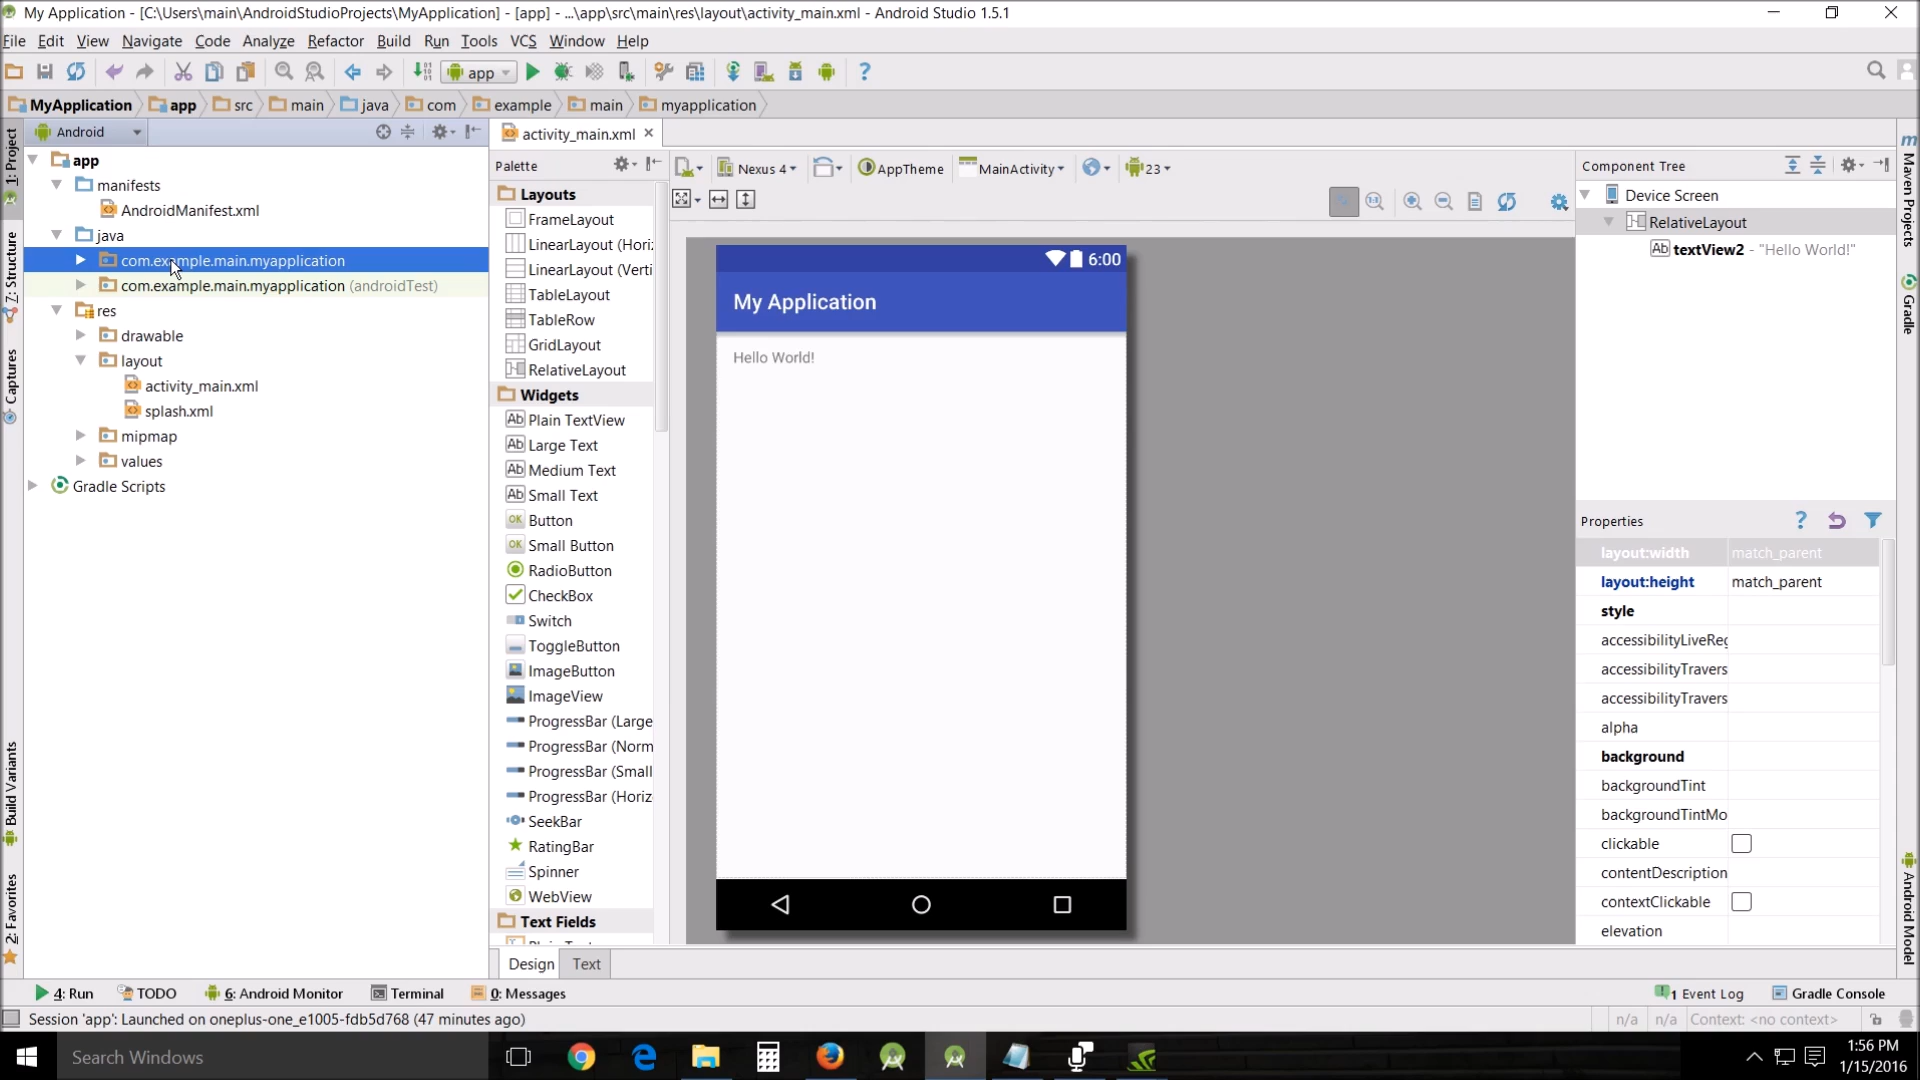 My Application - [C:\Users\main\AndroidStudioProjects\MyApplication] - [app] - ...\app\src\main\res\layout\activity_main.xml - Android Studio 1.5.1
File Edit View Navigate Code Analyze Refactor Build Run Tools VCS Window Help
app
MyApplication app src main java com example main myapplication
1: Project
7: Structure
Captures
Build Variants
2: Favorites
Android
app
manifests
AndroidManifest.xml
java
com.example.main.myapplication
com.example.main.myapplication (androidTest)
res
drawable
layout
activity_main.xml
splash.xml
mipmap
values
Gradle Scripts
activity_main.xml
Palette
Layouts
FrameLayout
LinearLayout (Hori
LinearLayout (Verti
TableLayout
TableRow
GridLayout
RelativeLayout
Widgets
Plain TextView
Large Text
Medium Text
Small Text
Button
Small Button
RadioButton
CheckBox
Switch
ToggleButton
ImageButton
ImageView
ProgressBar (Large
ProgressBar (Norm
ProgressBar (Small
ProgressBar (Horiz
SeekBar
RatingBar
Spinner
WebView
Text Fields
Design Text
Nexus 4 AppTheme MainActivity 23
6:00
My Application
Hello World!
Component Tree
Device Screen
RelativeLayout
Ab textView2 - "Hello World!"
Properties
layout:width match_parent
layout:height match_parent
style
accessibilityLiveReg
accessibilityTravers
accessibilityTravers
alpha
background
backgroundTint
backgroundTintMo
clickable
contentDescription
contextClickable
elevation
Maven Projects
Gradle
Android Model
4: Run TODO 6: Android Monitor Terminal 0: Messages 1 Event Log Gradle Console
Session 'app': Launched on oneplus-one_e1005-fdb5d768 (47 minutes ago) n/a n/a Context: <no context>
Search Windows
1:56 PM
1/15/2016